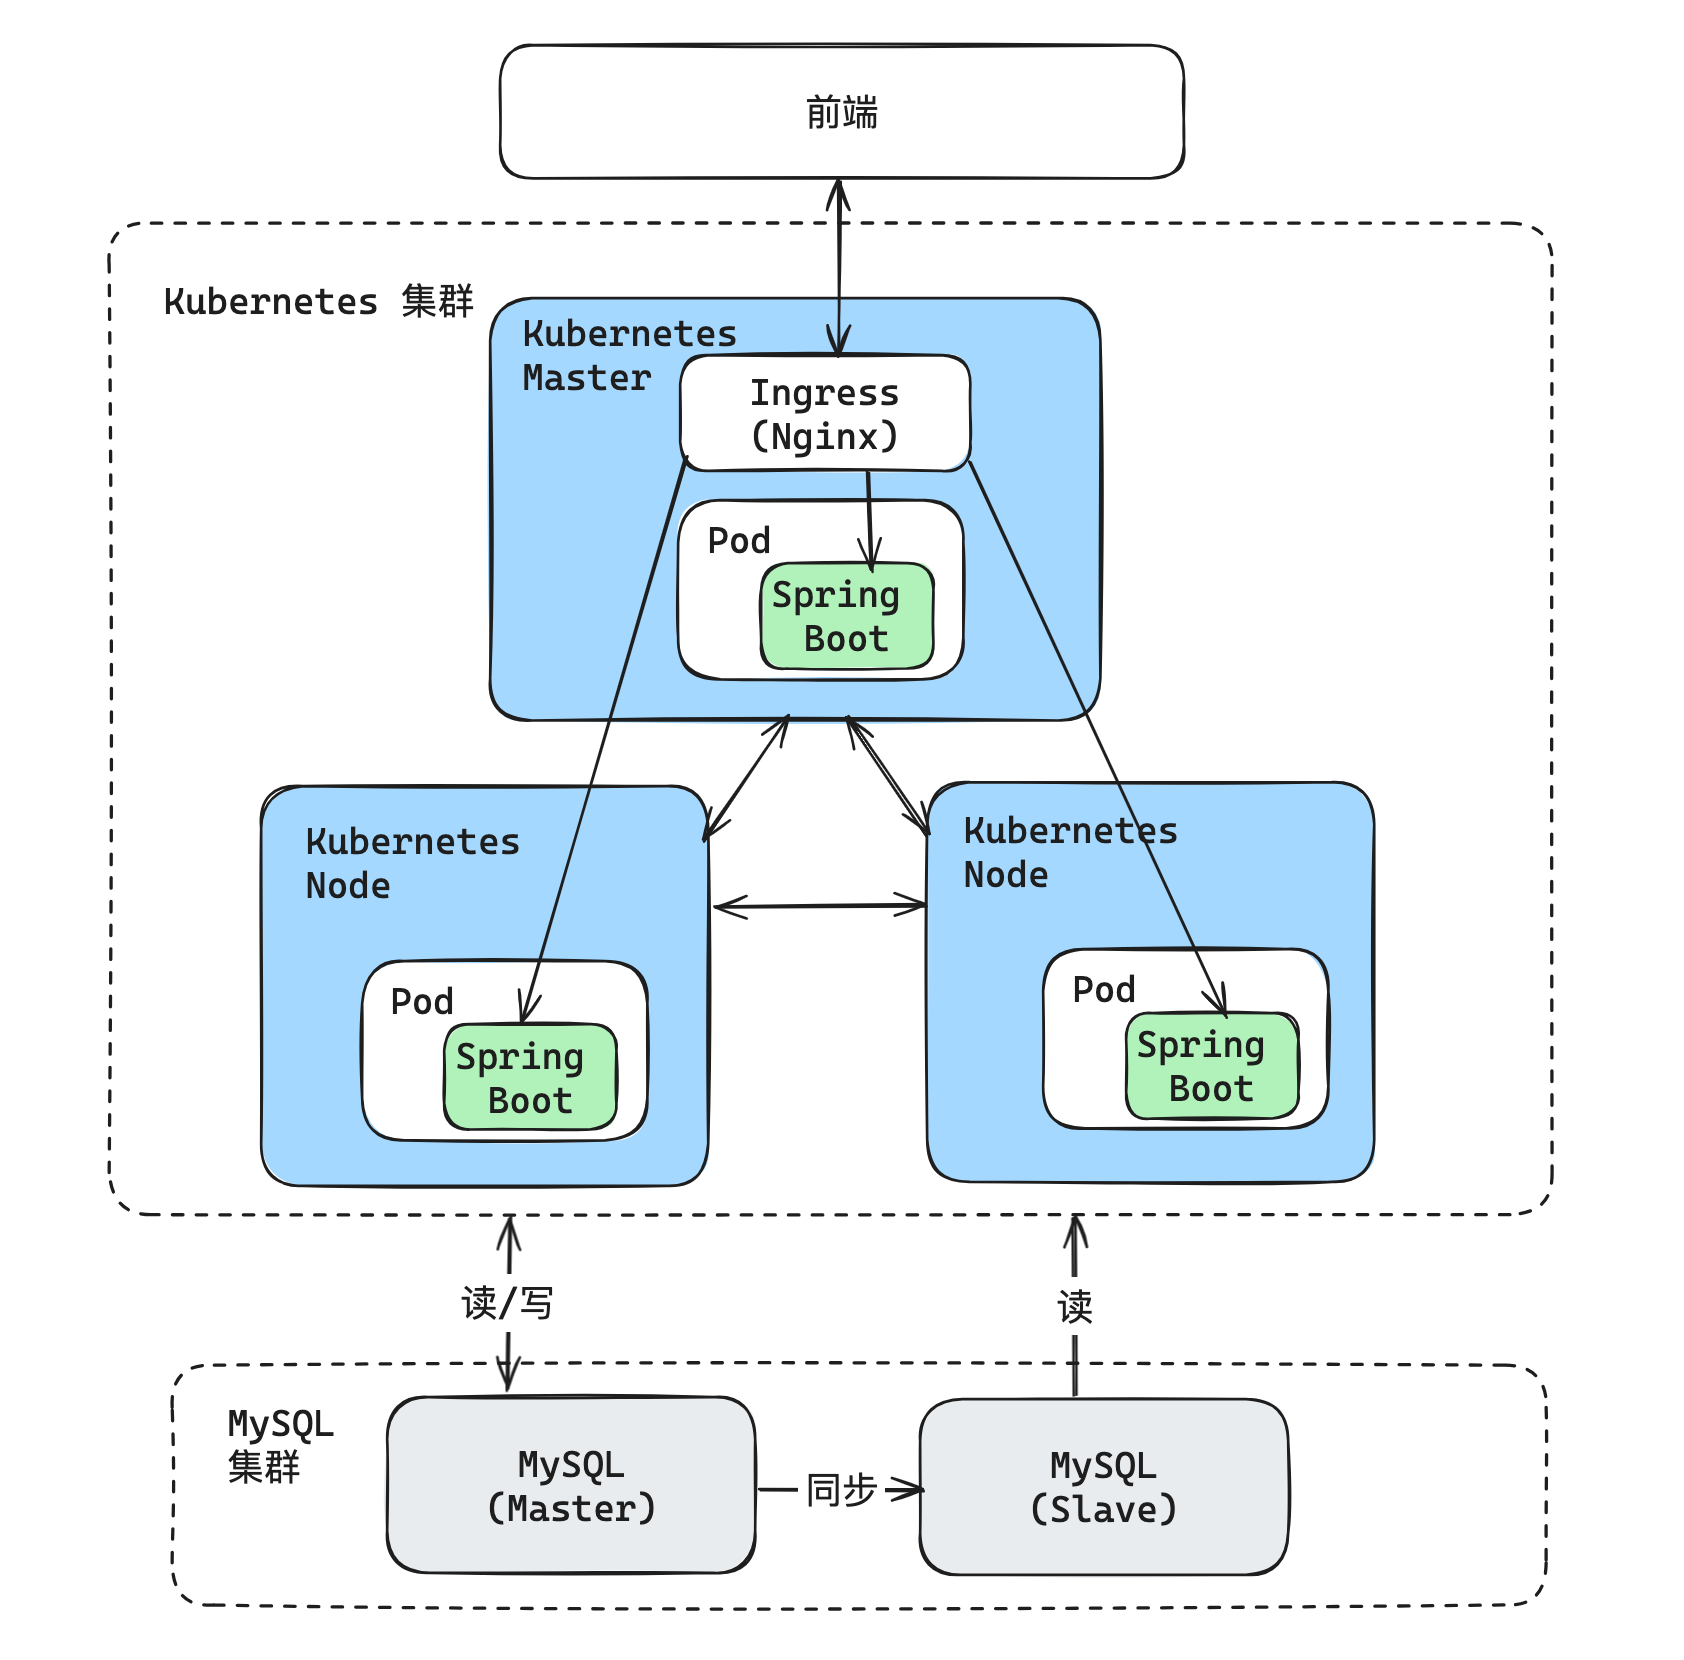 前端
Kubernetes 集群
Kubernetes
Master
Ingress
(Nginx)
Pod
Spring
Boot
Kubernetes
Node
Pod
Spring
Boot
Kubernetes
Node
Pod
Spring
Boot
读/写
读
MySQL
集群
MySQL
(Master)
同步
MySQL
(Slave)